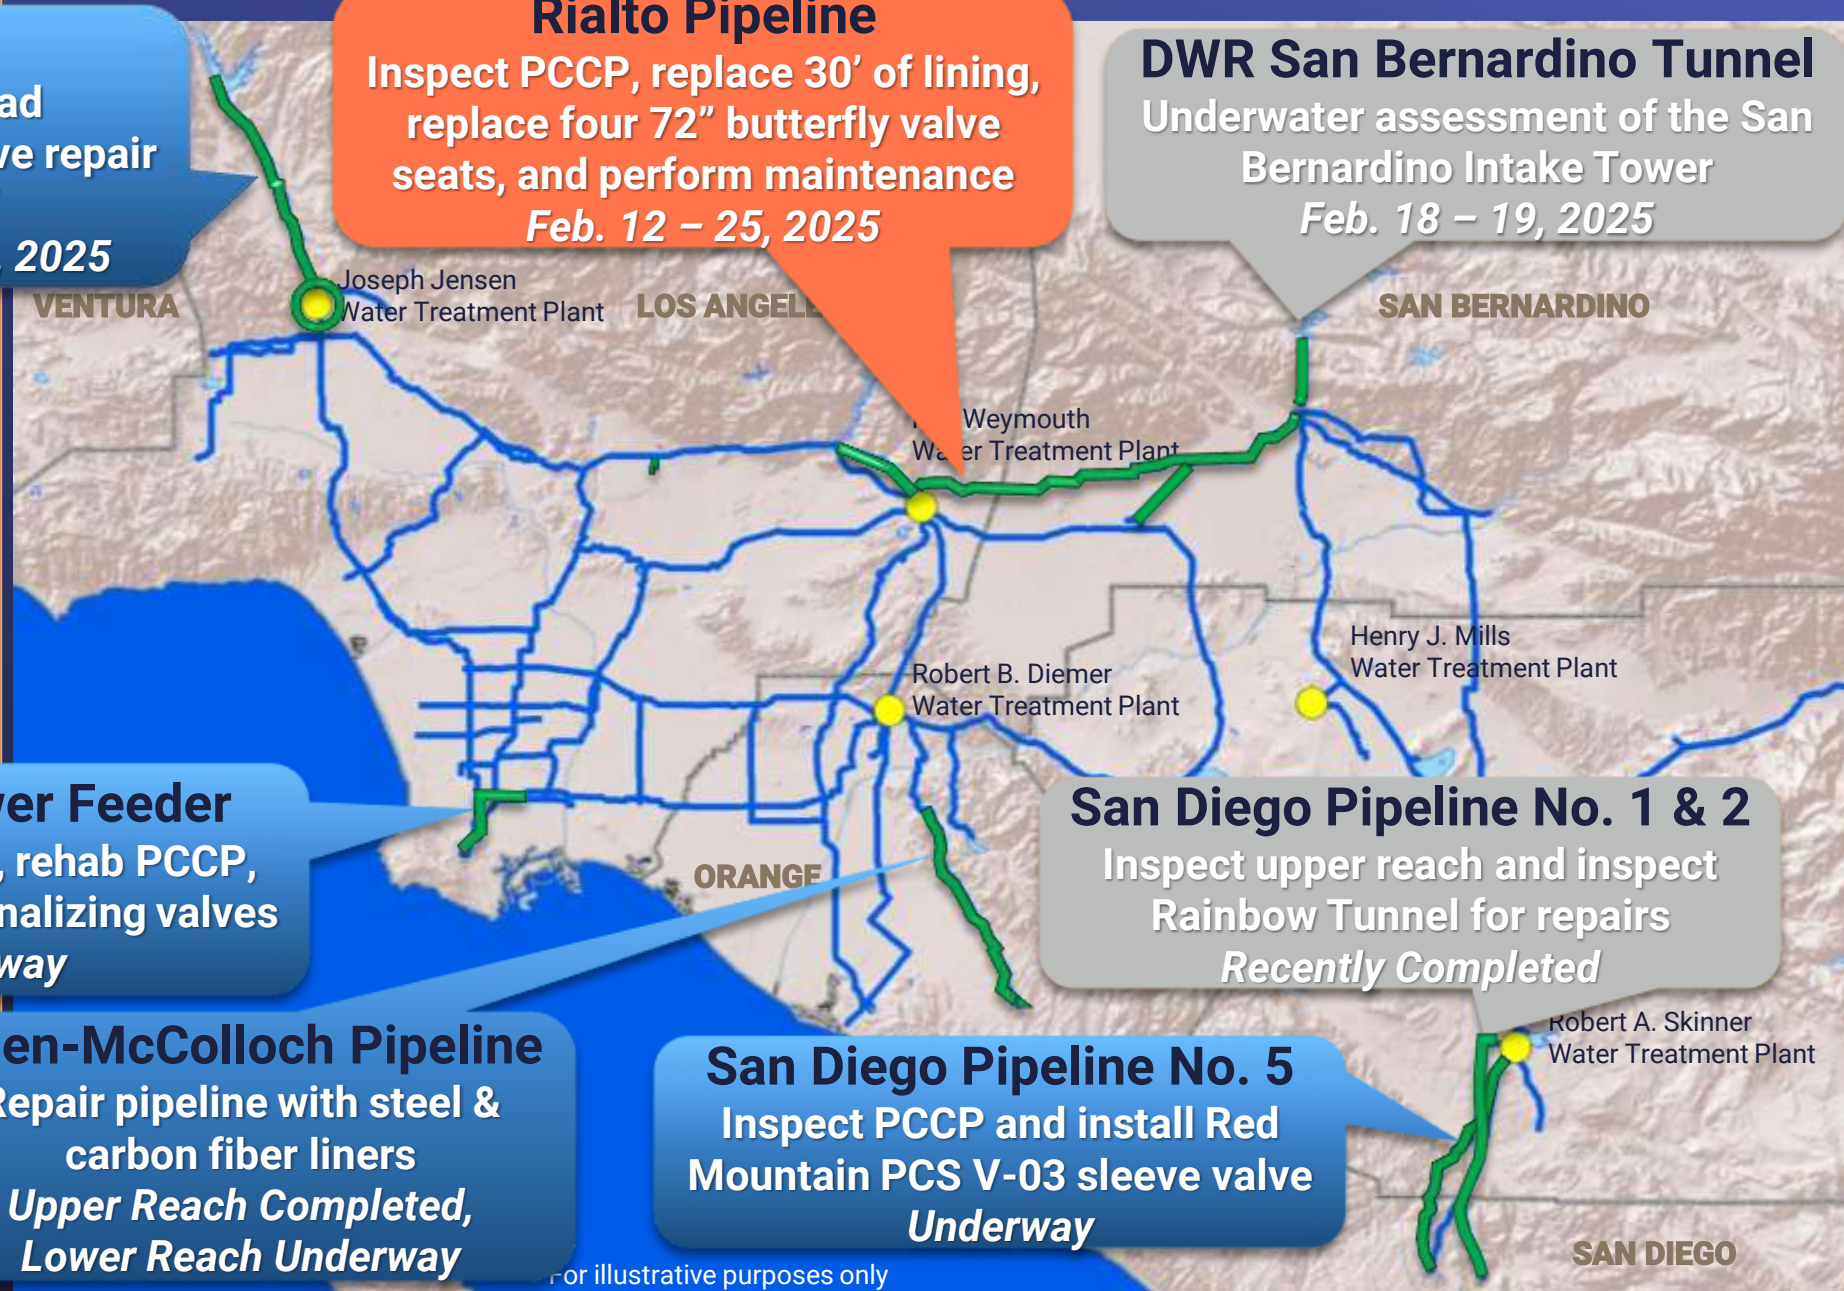 Rialto Pipeline
Inspect PCCP, replace 30’ of lining,
replace four 72” butterfly valve
seats, and perform maintenance
Feb. 12 – 25, 2025
DWR San Bernardino Tunnel
Underwater assessment of the San
Bernardino Intake Tower
Feb. 18 – 19, 2025
repair
, 2025
VENTURA
Joseph Jensen
Water Treatment Plant
LOS ANGELE
SAN BERNARDINO
Weymouth
Water Treatment Plant
Henry J. Mills
Water Treatment Plant
Robert B. Diemer
Water Treatment Plant
Feeder
, rehab PCCP,
valves
ORANGE
San Diego Pipeline No. 1 & 2
Inspect upper reach and inspect
Rainbow Tunnel for repairs
Recently Completed
en-McColloch Pipeline
Repair pipeline with steel &
carbon fiber liners
Upper Reach Completed,
Lower Reach Underway
San Diego Pipeline No. 5
Inspect PCCP and install Red
Mountain PCS V-03 sleeve valve
Underway
Robert A. Skinner
Water Treatment Plant
SAN DIEGO
For illustrative purposes only